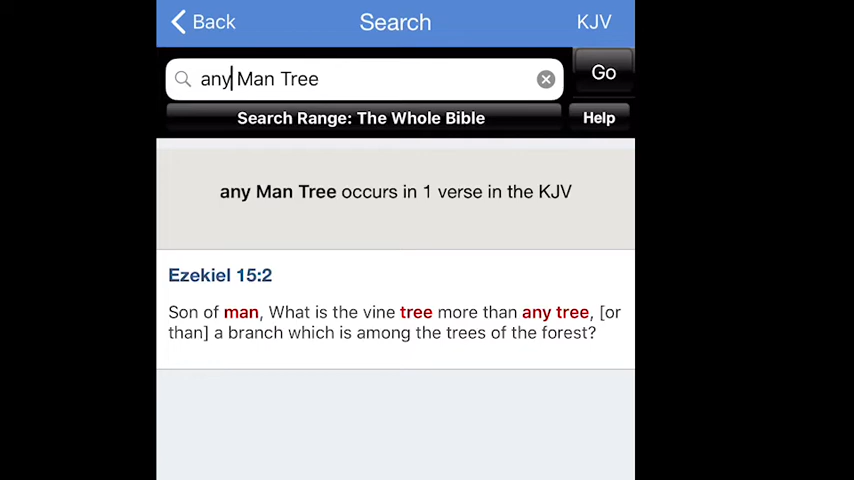 Back Search KJV
any Man Tree Go
Search Range: The Whole Bible Help
any Man Tree occurs in 1 verse in the KJV
Ezekiel 15:2
Son of man, What is the vine tree more than any tree, [or
than] a branch which is among the trees of the forest?